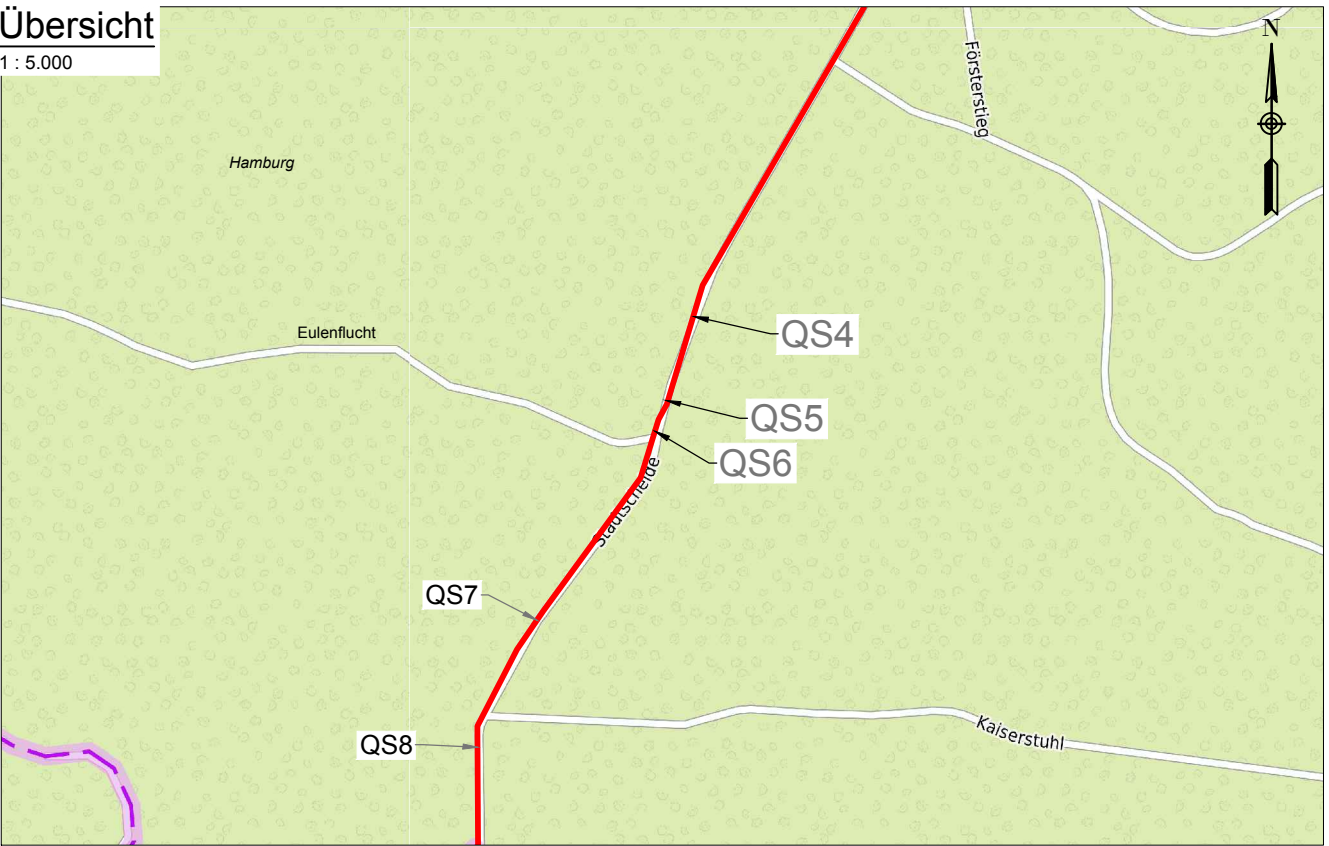 Übersicht
1 : 5.000
N
Försterstieg
Hamburg
Eulenflucht
QS4
QS5
QS6
Stadtscheide
QS7
QS8
Kaiserstuhl